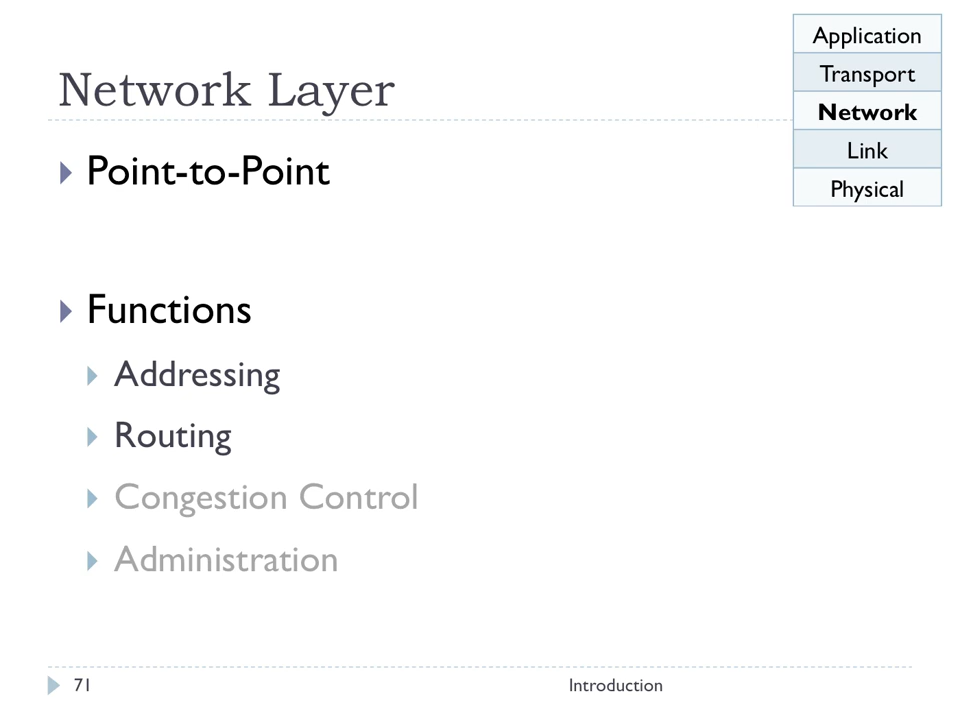 Network Layer
Application
Transport
Network
Link
Physical
Point-to-Point
Functions
Addressing
Routing
Congestion Control
Administration
71
Introduction